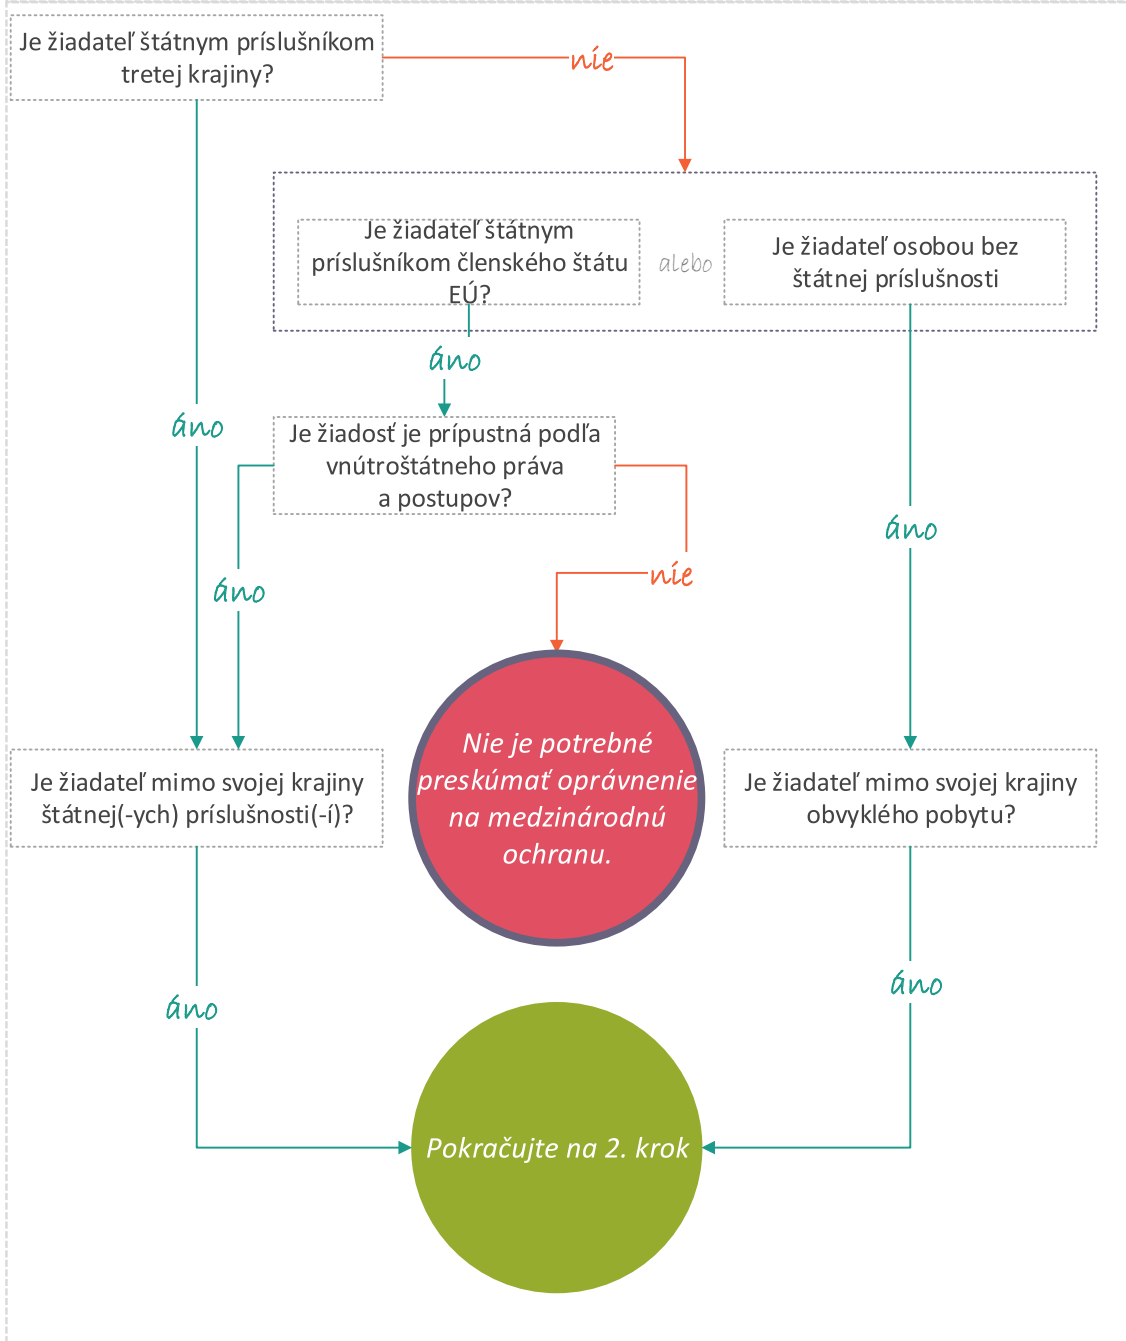 Je žiadateľ štátnym príslušníkom
tretej krajiny?
nie
Je žiadateľ štátnym
príslušníkom členského štátu
EÚ?
alebo
Je žiadateľ osobou bez
štátnej príslušnosti
áno
áno
Je žiadosť je prípustná podľa
vnútroštátneho práva
a postupov?
áno
áno
nie
Nie je potrebné
preskúmať oprávnenie
na medzinárodnú
ochranu.
Je žiadateľ mimo svojej krajiny
štátnej(-ych) príslušnosti(-í)?
Je žiadateľ mimo svojej krajiny
obvyklého pobytu?
áno
áno
Pokračujte na 2. krok